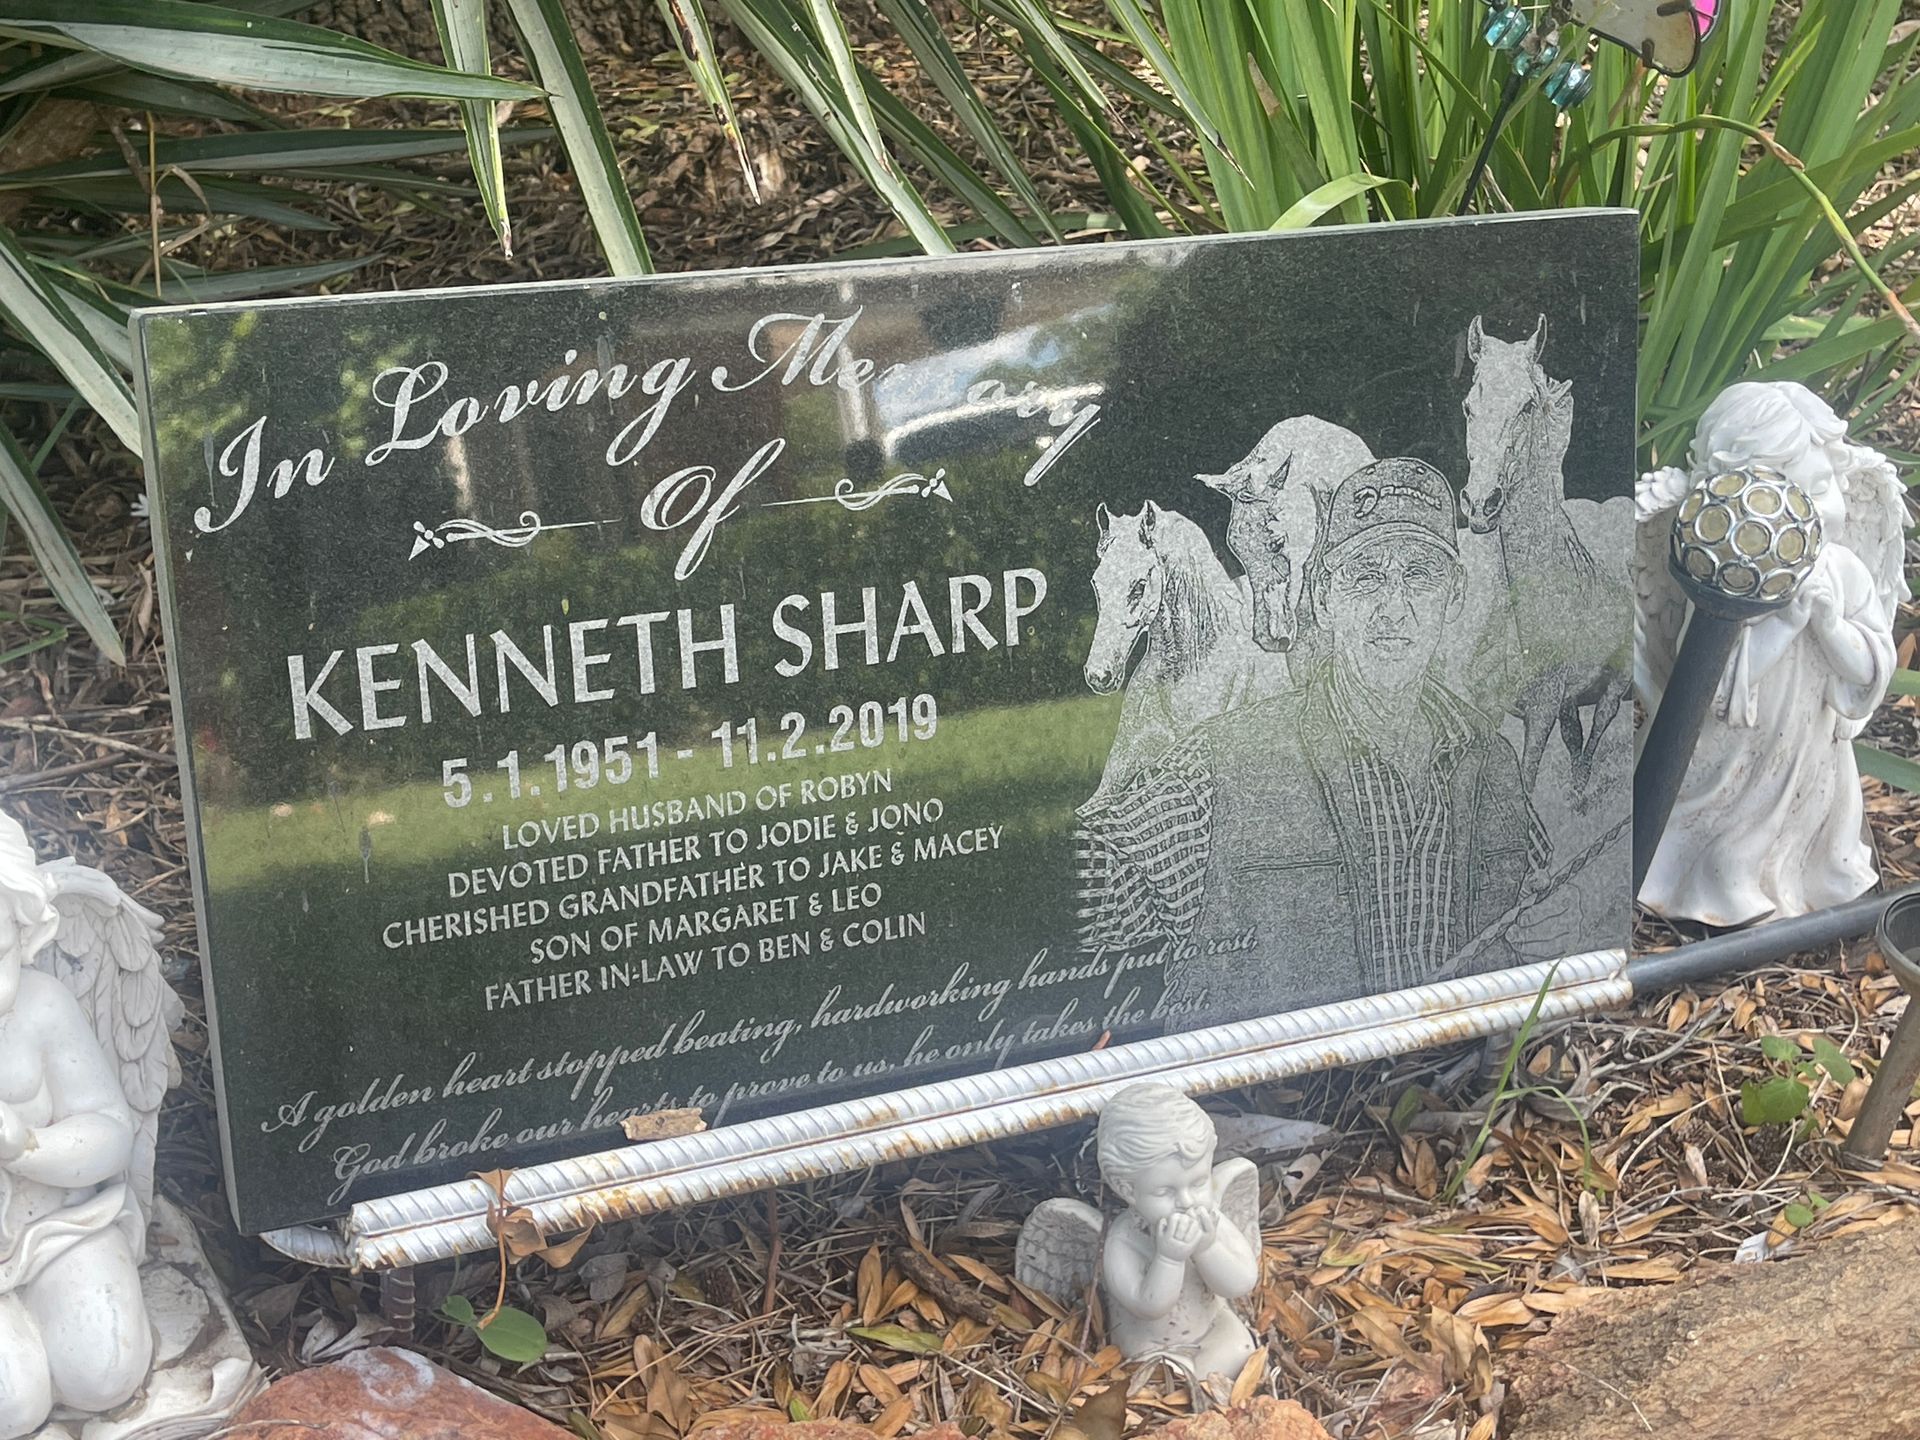 In Loving Memory
Of
KENNETH SHARP
5.1.1951 - 11.2.2019
LOVED HUSBAND OF ROBYN
DEVOTED FATHER TO JODIE & JONO
CHERISHED GRANDFATHER TO JAKE & MACEY
SON OF MARGARET & LEO
FATHER IN-LAW TO BEN & COLIN
A golden heart stopped beating, hardworking hands put to rest,
God broke our hearts to prove to us, he only takes the best.